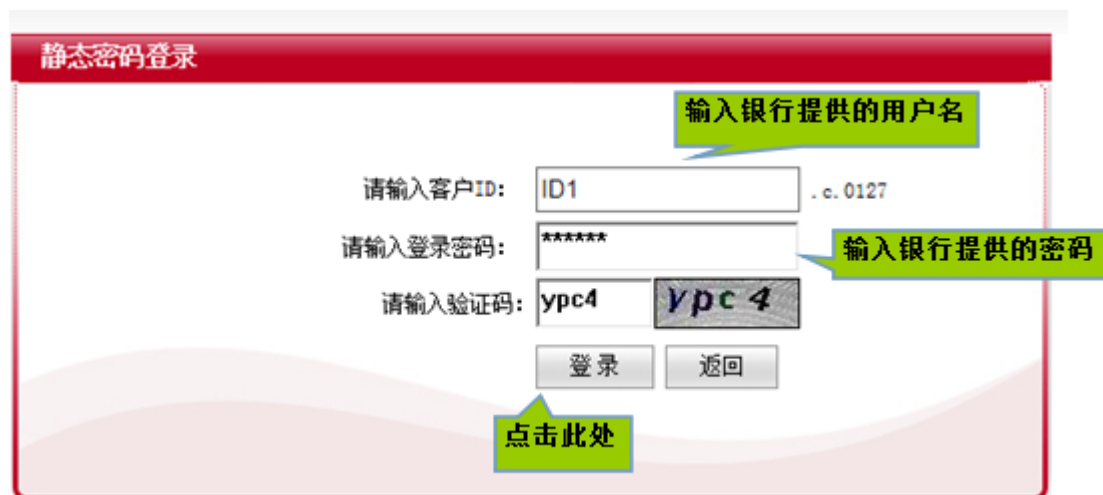 静态密码登录
输入银行提供的用户名
请输入客户ID: ID1 .c.0127
请输入登录密码: ******
输入银行提供的密码
请输入验证码: ypc4 ypc4
登录 返回
点击此处